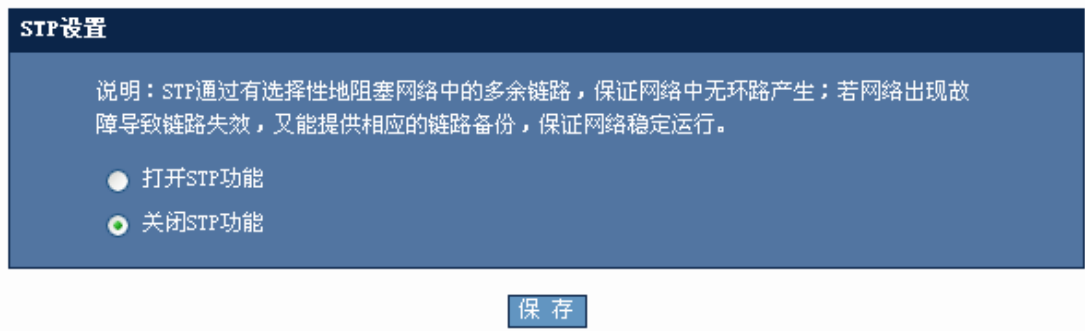 STP设置
说明：STP通过有选择性地阻塞网络中的多余链路，保证网络中无环路产生；若网络出现故
障导致链路失效，又能提供相应的链路备份，保证网络稳定运行。
打开STP功能
关闭STP功能
保 存